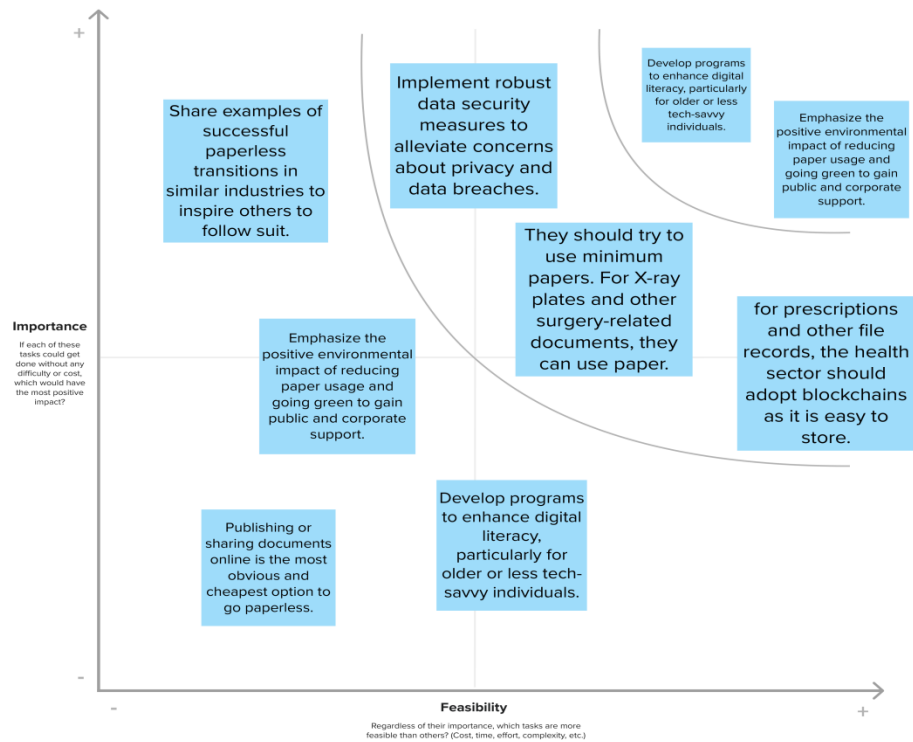 +
Share examples of
successful
paperless
transitions in
similar industries to
inspire others to
follow suit.
Implement robust
data security
measures to
alleviate concerns
about privacy and
data breaches.
Develop programs
to enhance digital
literacy, particularly
for older or less
tech-savvy
individuals.
Emphasize the
positive environmental
impact of reducing
paper usage and
going green to gain
public and corporate
support.
They should try to
use minimum
papers. For X-ray
plates and other
surgery-related
documents, they
can use paper.
for prescriptions
and other file
records, the health
sector should
adopt blockchains
as it is easy to
store.
Importance
If each of these
tasks could get
done without any
difficulty or cost,
which would have
the most positive
impact?
Emphasize the
positive environmental
impact of reducing
paper usage and
going green to gain
public and corporate
support.
Publishing or
sharing documents
online is the most
obvious and
cheapest option to
go paperless.
Develop programs
to enhance digital
literacy,
particularly for
older or less tech-
savvy individuals.
-
-
Feasibility
+
Regardless of their importance, which tasks are more
feasible than others? (Cost, time, effort, complexity, etc.)